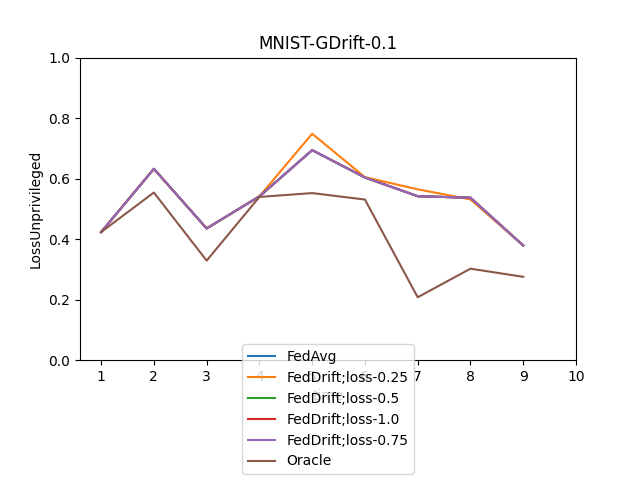 MNIST-GDrift-0.1
LossUnprivileged
1.0
0.8
0.6
0.4
0.2
0.0
1 2 3 4 7 8 9 10
FedAvg
FedDrift;loss-0.25
FedDrift;loss-0.5
FedDrift;loss-1.0
FedDrift;loss-0.75
Oracle